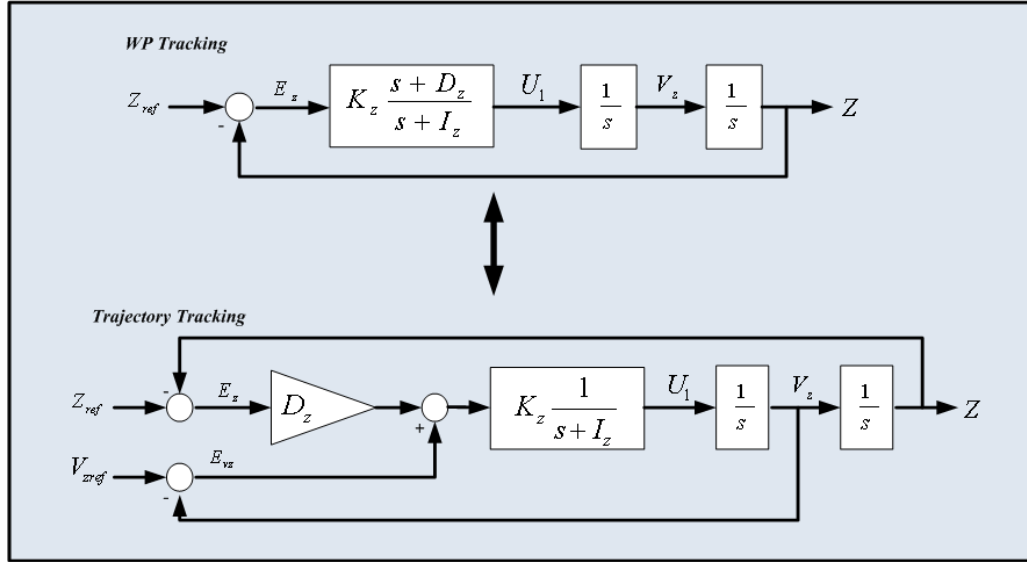 WP Tracking
Z_ref
-
E_z
K_z (s + D_z)/(s + I_z)
U_1
1/s
V_z
1/s
Z
Trajectory Tracking
Z_ref
-
E_z
D_z
+
K_z 1/(s + I_z)
U_1
1/s
V_z
1/s
Z
V_zref
-
E_vz